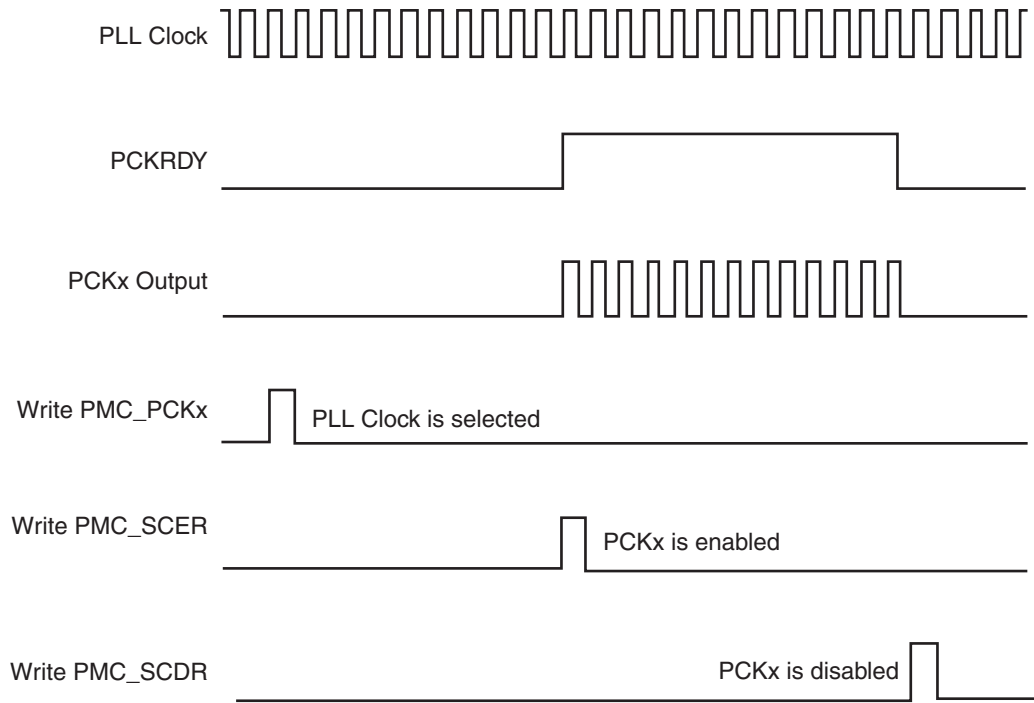 PLL Clock
PCKRDY
PCKx Output
Write PMC_PCKx
PLL Clock is selected
Write PMC_SCER
PCKx is enabled
Write PMC_SCDR
PCKx is disabled